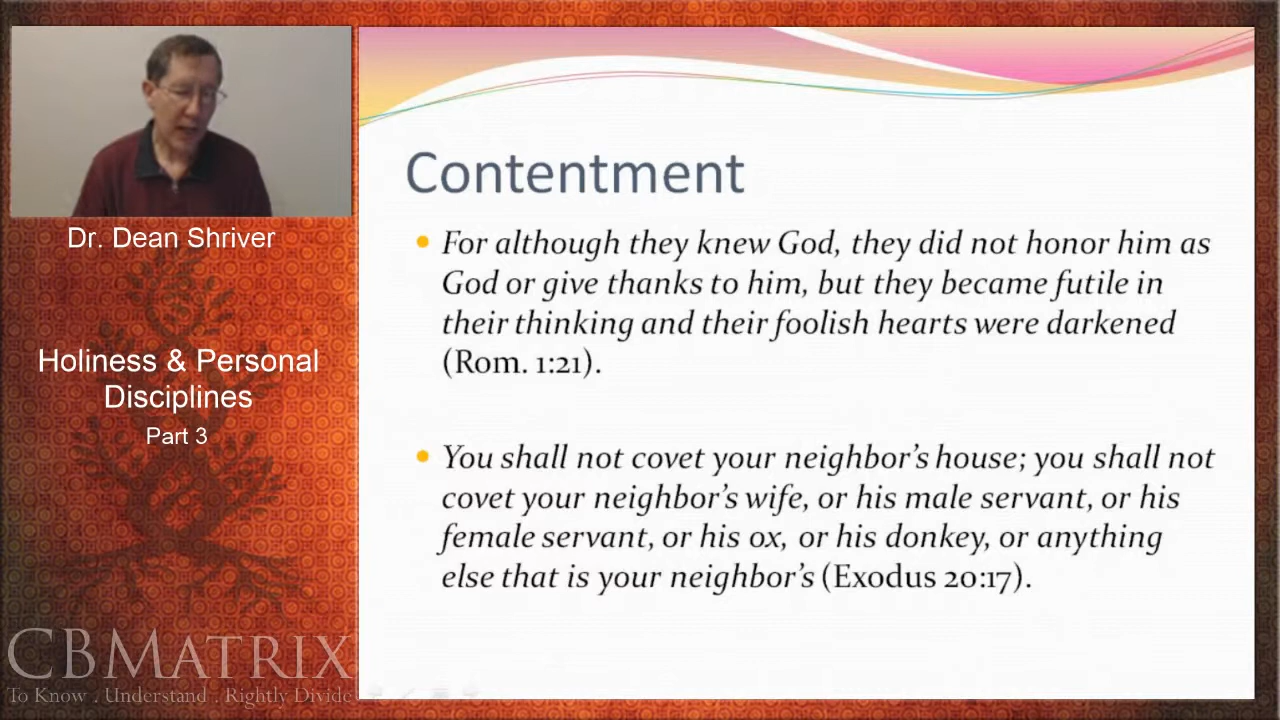 Dr. Dean Shriver
Holiness & Personal
Disciplines
Part 3
CBMATRIX
To Know . Understand . Rightly Divide
Contentment
• For although they knew God, they did not honor him as
God or give thanks to him, but they became futile in
their thinking and their foolish hearts were darkened
(Rom. 1:21).
• You shall not covet your neighbor's house; you shall not
covet your neighbor's wife, or his male servant, or his
female servant, or his ox, or his donkey, or anything
else that is your neighbor's (Exodus 20:17).